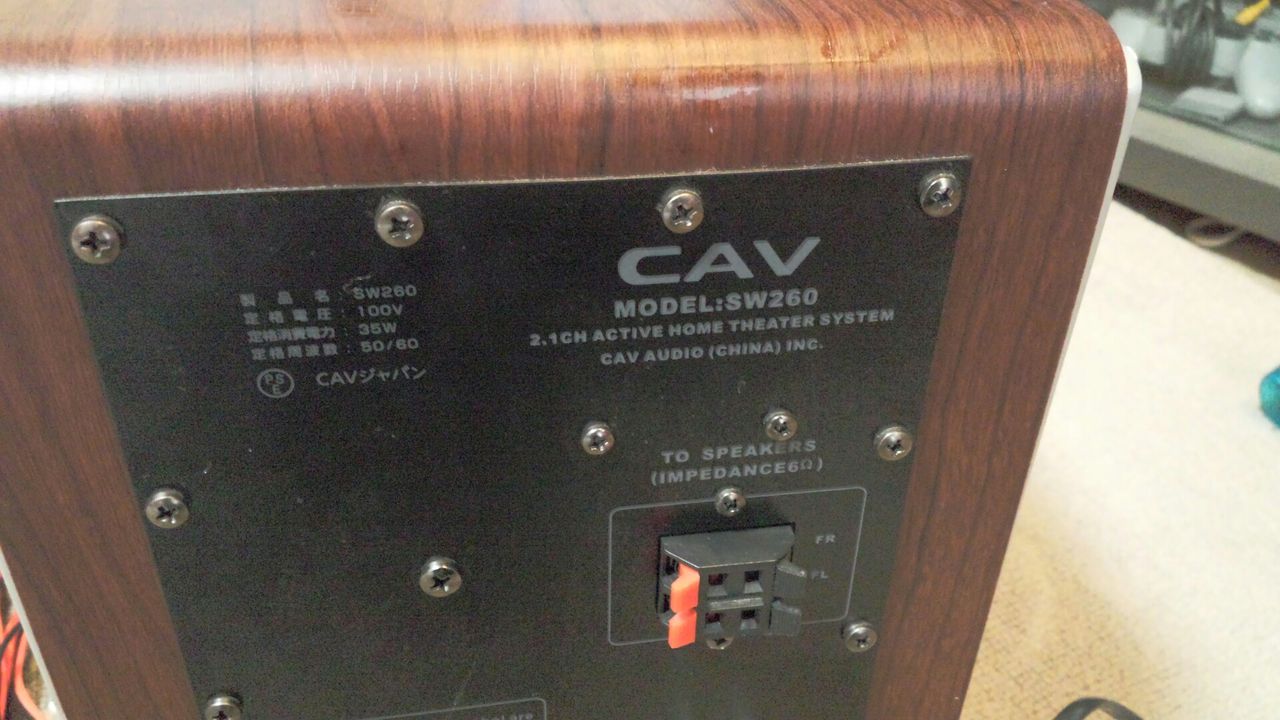 製品名：SW260
定格電圧：100V
定格消費電力：35W
定格周波数：50/60
PSE CAVジャパン
CAV
MODEL:SW260
2.1CH ACTIVE HOME THEATER SYSTEM
CAV AUDIO (CHINA) INC.
TO SPEAKERS
(IMPEDANCE6Ω)
FR
FL